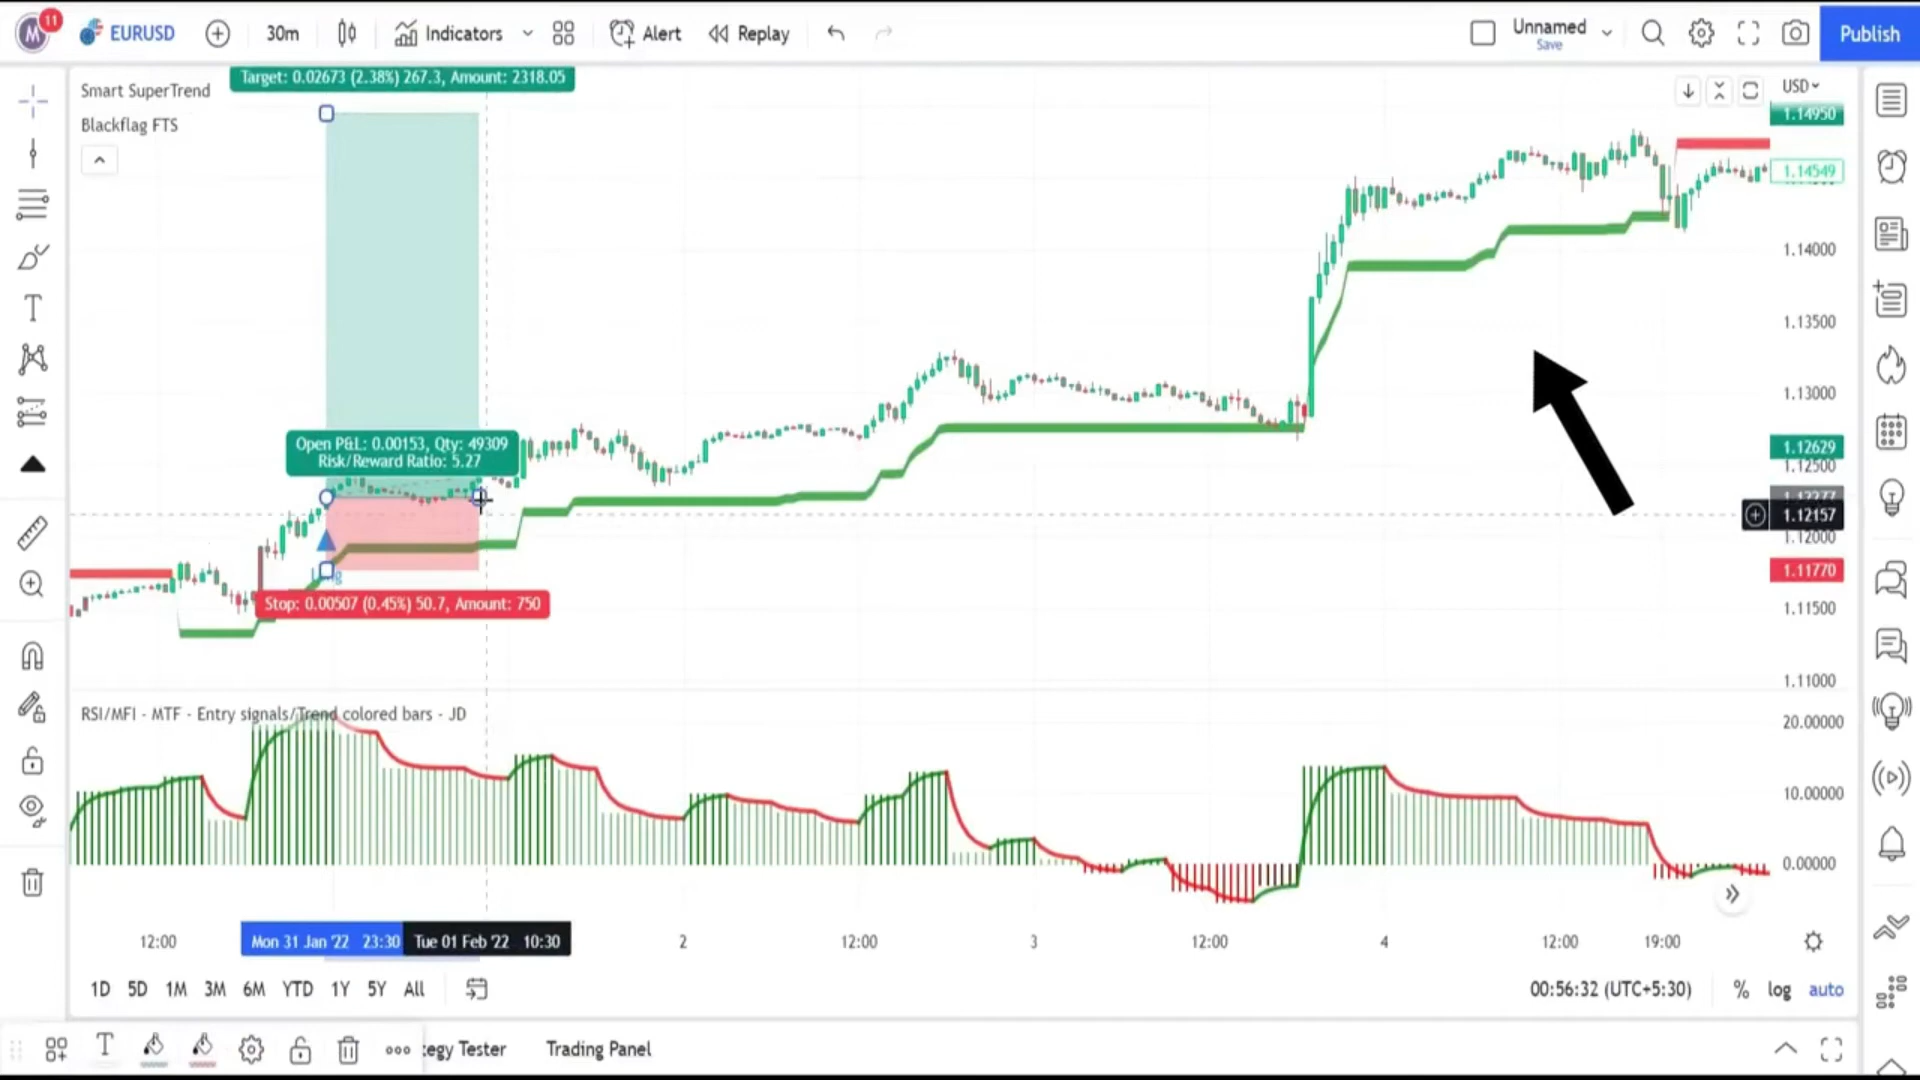 M
11
EURUSD
30m
Indicators
Alert
Replay
Unnamed
Save
Publish
Smart SuperTrend
Blackflag FTS
Target: 0.02673 (2.38%) 267.3, Amount: 2318.05
Open P&L: 0.00153, Qty: 49309
Risk/Reward Ratio: 5.27
Stop: 0.00507 (0.45%) 50.7, Amount: 750
USD
1.14950
1.14549
1.14000
1.13500
1.13000
1.12629
1.12500
1.12277
1.12157
1.12000
1.11770
1.11500
1.11000
RSI/MFI - MTF - Entry signals/Trend colored bars - JD
20.00000
10.00000
0.00000
12:00
Mon 31 Jan '22 23:30
Tue 01 Feb '22 10:30
2
12:00
3
12:00
4
12:00
19:00
1D 5D 1M 3M 6M YTD 1Y 5Y All
00:56:32 (UTC+5:30)
% log auto
tegy Tester
Trading Panel